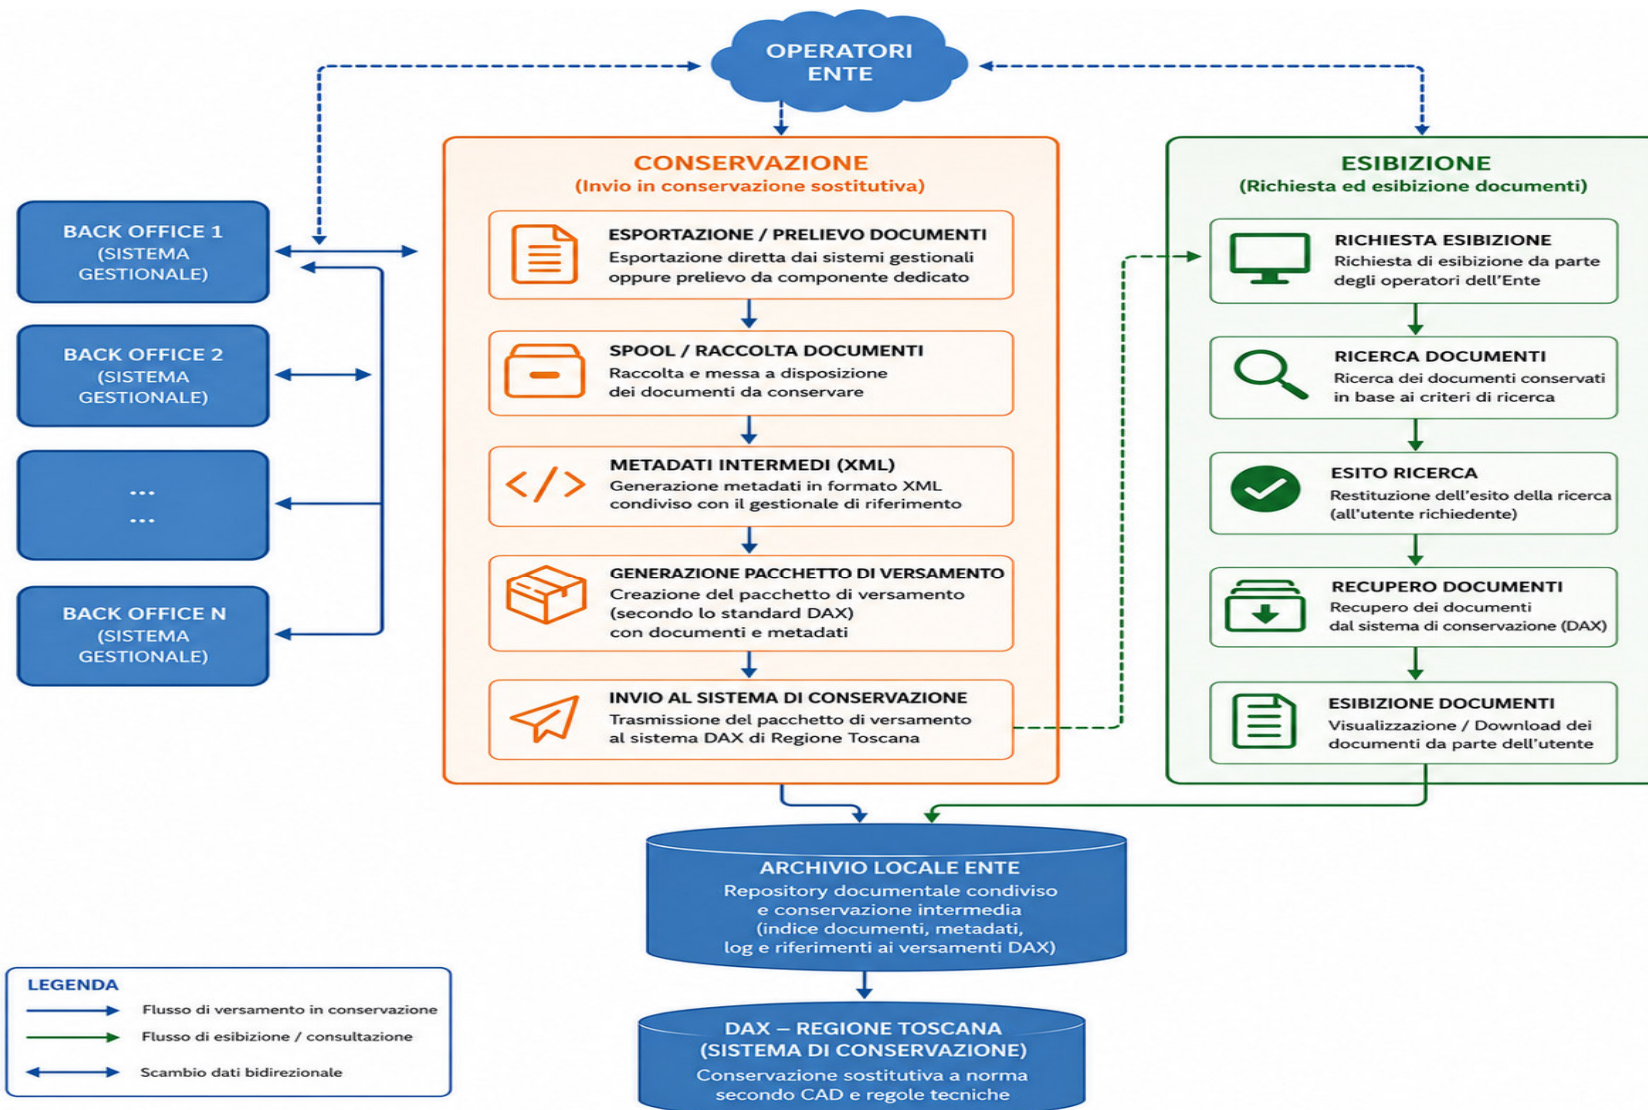 OPERATORI
ENTE
BACK OFFICE 1
(SISTEMA
GESTIONALE)
BACK OFFICE 2
(SISTEMA
GESTIONALE)
...
...
BACK OFFICE N
(SISTEMA
GESTIONALE)
CONSERVAZIONE
(Invio in conservazione sostitutiva)
ESPORTAZIONE / PRELIEVO DOCUMENTI
Esportazione diretta dai sistemi gestionali
oppure prelievo da componente dedicato
SPOOL / RACCOLTA DOCUMENTI
Raccolta e messa a disposizione
dei documenti da conservare
METADATI INTERMEDI (XML)
Generazione metadati in formato XML
condiviso con il gestionale di riferimento
GENERAZIONE PACCHETTO DI VERSAMENTO
Creazione del pacchetto di versamento
(secondo lo standard DAX)
con documenti e metadati
INVIO AL SISTEMA DI CONSERVAZIONE
Trasmissione del pacchetto di versamento
al sistema DAX di Regione Toscana
ESIBIZIONE
(Richiesta ed esibizione documenti)
RICHIESTA ESIBIZIONE
Richiesta di esibizione da parte
degli operatori dell'Ente
RICERCA DOCUMENTI
Ricerca dei documenti conservati
in base ai criteri di ricerca
ESITO RICERCA
Restituzione dell'esito della ricerca
(all'utente richiedente)
RECUPERO DOCUMENTI
Recupero dei documenti
dal sistema di conservazione (DAX)
ESIBIZIONE DOCUMENTI
Visualizzazione / Download dei
documenti da parte dell'utente
ARCHIVIO LOCALE ENTE
Repository documentale condiviso
e conservazione intermedia
(indice documenti, metadati,
log e riferimenti ai versamenti DAX)
DAX – REGIONE TOSCANA
(SISTEMA DI CONSERVAZIONE)
Conservazione sostitutiva a norma
secondo CAD e regole tecniche
LEGENDA
Flusso di versamento in conservazione
Flusso di esibizione / consultazione
Scambio dati bidirezionale